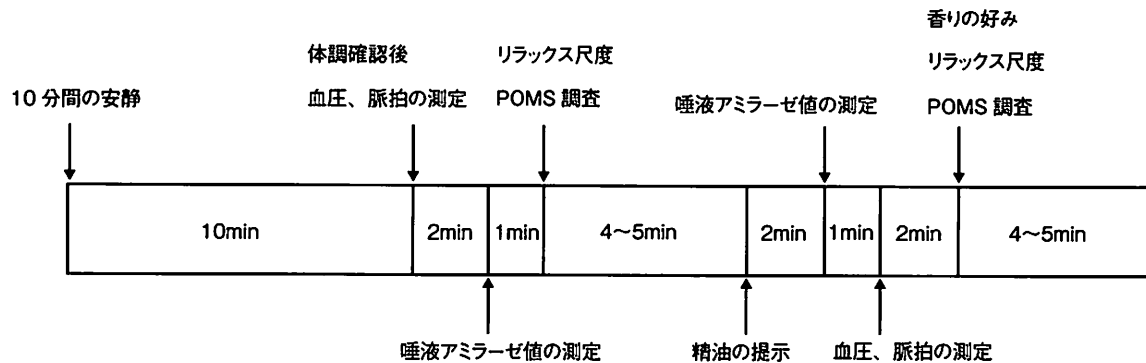 香りの好み
体調確認後
リラックス尺度
リラックス尺度
10 分間の安静
血圧、脈拍の測定
POMS 調査
唾液アミラーゼ値の測定
POMS 調査
10min
2min
1min
4〜5min
2min
1min
2min
4〜5min
唾液アミラーゼ値の測定
精油の提示
血圧、脈拍の測定